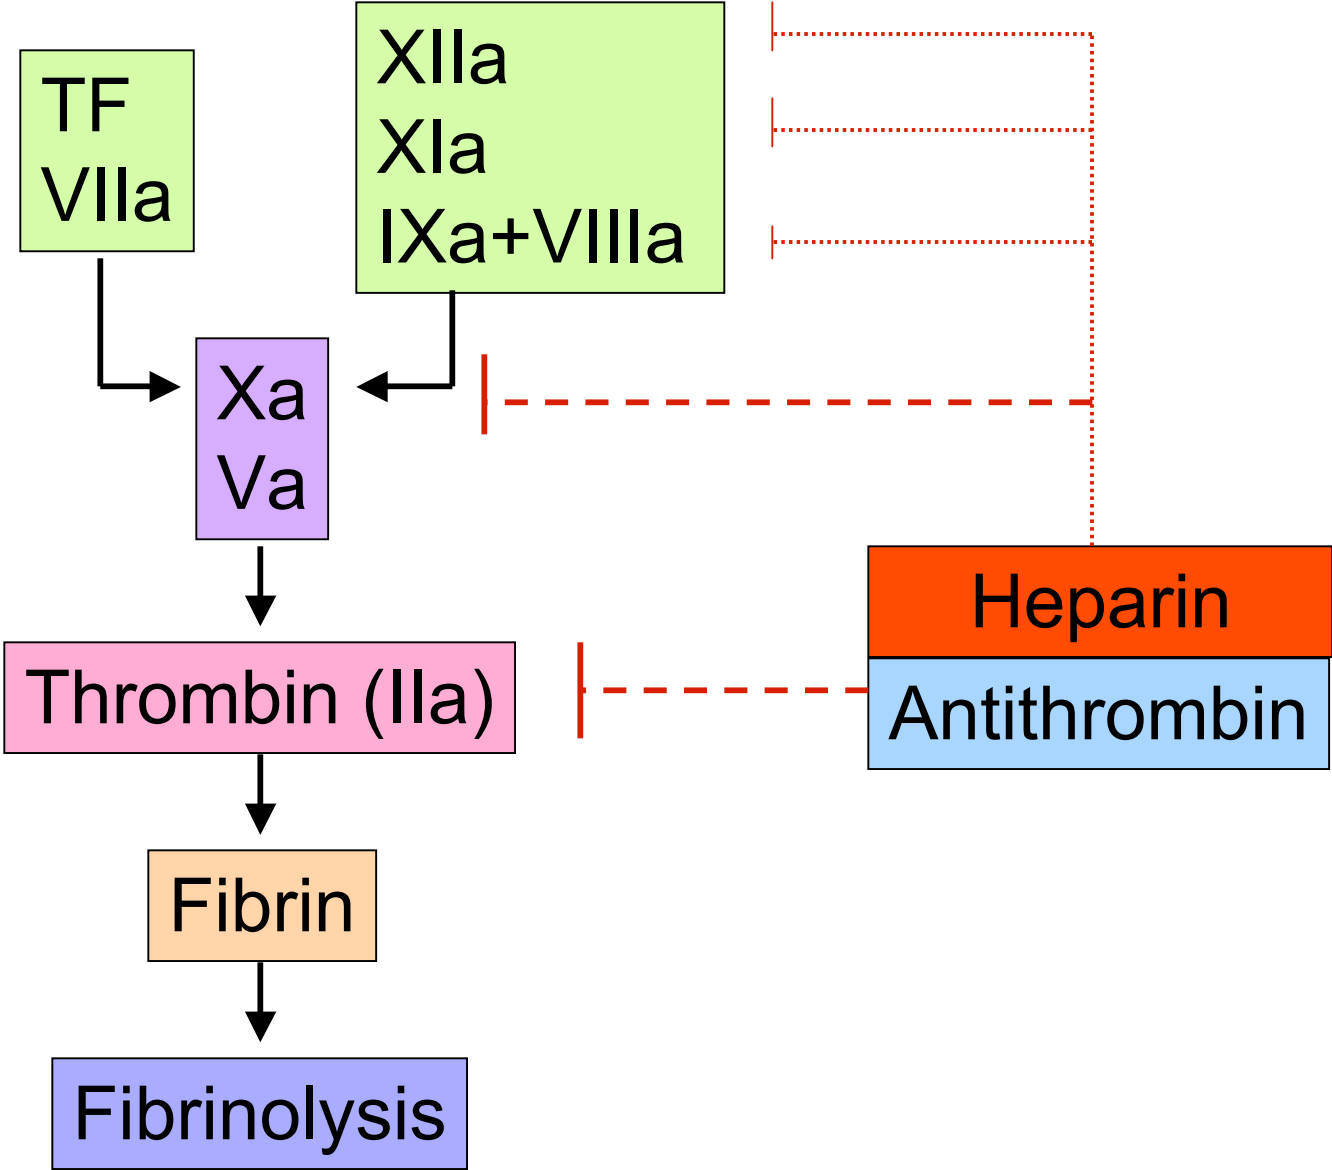 TF
VIIa
XIIa
XIa
IXa+VIIIa
Xa
Va
Heparin
Antithrombin
Thrombin (IIa)
Fibrin
Fibrinolysis